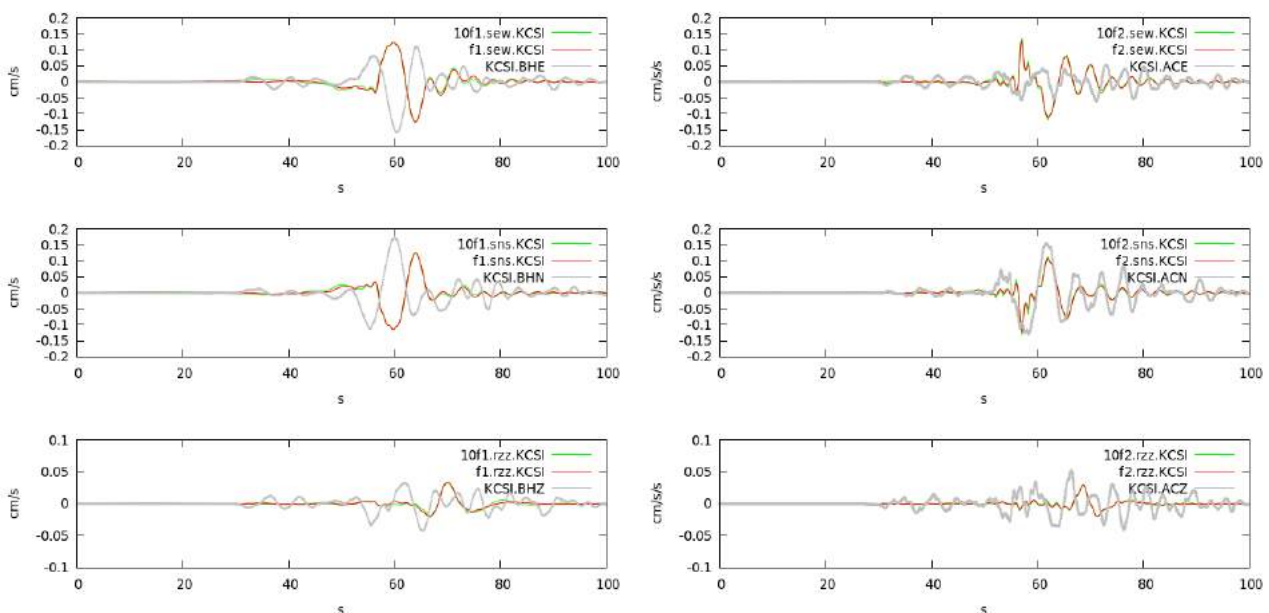 0.2
0.15
0.1
0.05
0
-0.05
-0.1
-0.15
-0.2
cm/s
10f1.sew.KCSI
f1.sew.KCSI
KCSI.BHE
0 20 40 60 80 100
s
0.2
0.15
0.1
0.05
0
-0.05
-0.1
-0.15
-0.2
cm/s/s
10f2.sew.KCSI
f2.sew.KCSI
KCSI.ACE
0 20 40 60 80 100
s
0.2
0.15
0.1
0.05
0
-0.05
-0.1
-0.15
-0.2
cm/s
10f1.sns.KCSI
f1.sns.KCSI
KCSI.BHN
0 20 40 60 80 100
s
0.2
0.15
0.1
0.05
0
-0.05
-0.1
-0.15
-0.2
cm/s/s
10f2.sns.KCSI
f2.sns.KCSI
KCSI.ACN
0 20 40 60 80 100
s
0.1
0.05
0
-0.05
-0.1
cm/s
10f1.rzz.KCSI
f1.rzz.KCSI
KCSI.BHZ
0 20 40 60 80 100
s
0.1
0.05
0
-0.05
-0.1
cm/s/s
10f2.rzz.KCSI
f2.rzz.KCSI
KCSI.ACZ
0 20 40 60 80 100
s